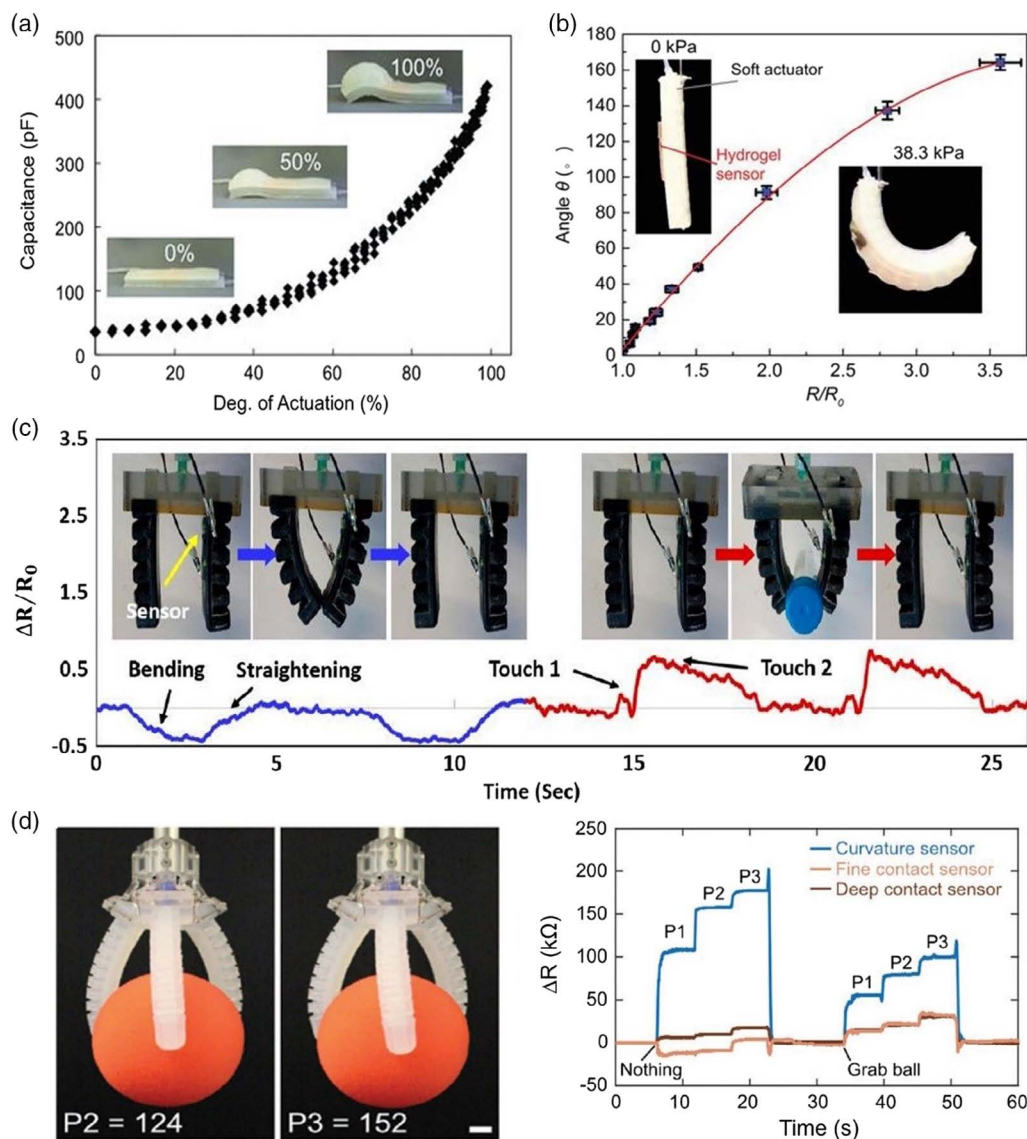 (a)
500
400
300
200
100
0
Capacitance (pF)
0%
50%
100%
0 20 40 60 80 100
Deg. of Actuation (%)
(b)
180
160
140
120
100
80
60
40
20
0
Angle θ (°)
0 kPa
Soft actuator
Hydrogel
sensor
38.3 kPa
1.0 1.5 2.0 2.5 3.0 3.5
R/R0
(c)
3.5
2.5
1.5
0.5
-0.5
ΔR/R0
Sensor
Bending
Straightening
Touch 1
Touch 2
0 5 10 15 20 25
Time (Sec)
(d)
P2 = 124
P3 = 152
250
200
150
100
50
0
-50
ΔR (kΩ)
Curvature sensor
Fine contact sensor
Deep contact sensor
P1
P2
P3
P1
P2
P3
Nothing
Grab ball
0 10 20 30 40 50 60
Time (s)